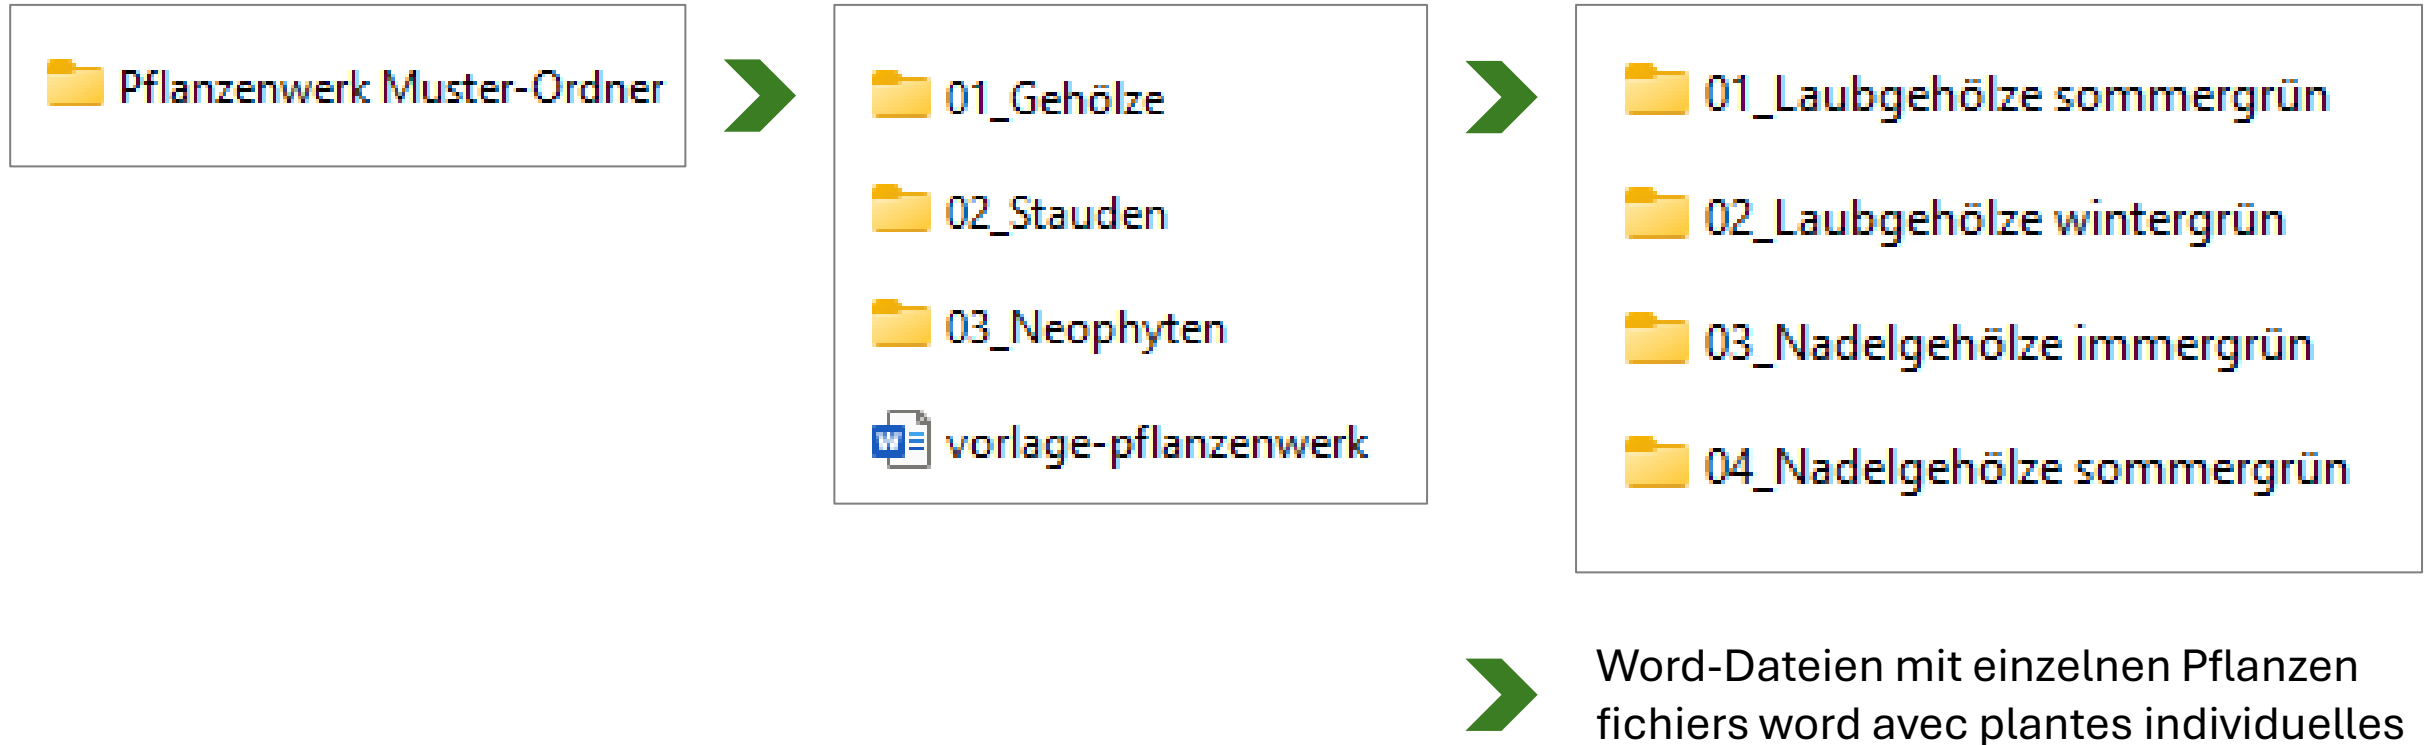 Pflanzenwerk Muster-Ordner
01_Gehölze
02_Stauden
03_Neophyten
vorlage-pflanzenwerk
01_Laubgehölze sommergrün
02_Laubgehölze wintergrün
03_Nadelgehölze immergrün
04_Nadelgehölze sommergrün
Word-Dateien mit einzelnen Pflanzen
fichiers word avec plantes individuelles